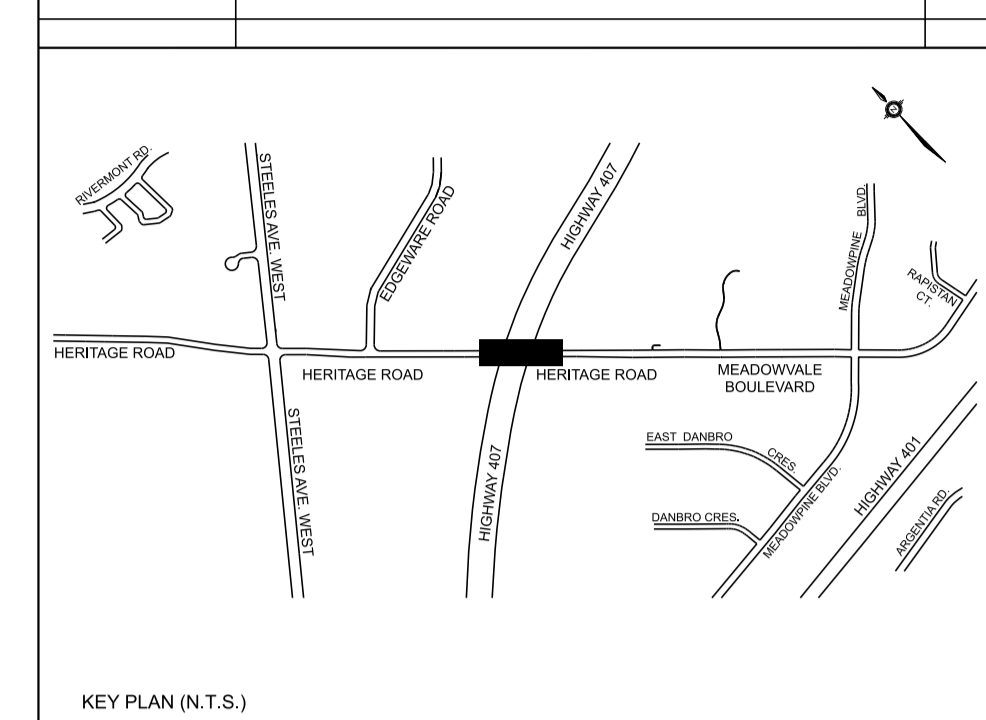 RIVERMONT RD.
STEELES AVE. WEST
EDGEWARE ROAD
HIGHWAY 407
N
MEADOWPINE BLVD.
RAPISTAN
CT.
HERITAGE ROAD
HERITAGE ROAD
HERITAGE ROAD
MEADOWVALE
BOULEVARD
STEELES AVE. WEST
HIGHWAY 407
EAST DANBRO CRES.
DANBRO CRES.
MEADOWPINE BLVD.
HIGHWAY 401
ARGENTIA RD.
KEY PLAN (N.T.S.)